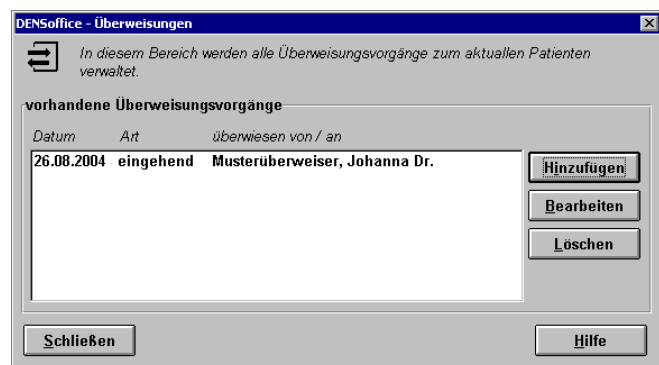 DENSoffice - Überweisungen
In diesem Bereich werden alle Überweisungsvorgänge zum aktuallen Patienten
verwaltet.
vorhandene Überweisungsvorgänge
Datum Art überwiesen von / an
26.08.2004 eingehend Musterüberweiser, Johanna Dr.
Hinzufügen
Bearbeiten
Löschen
Schließen
Hilfe